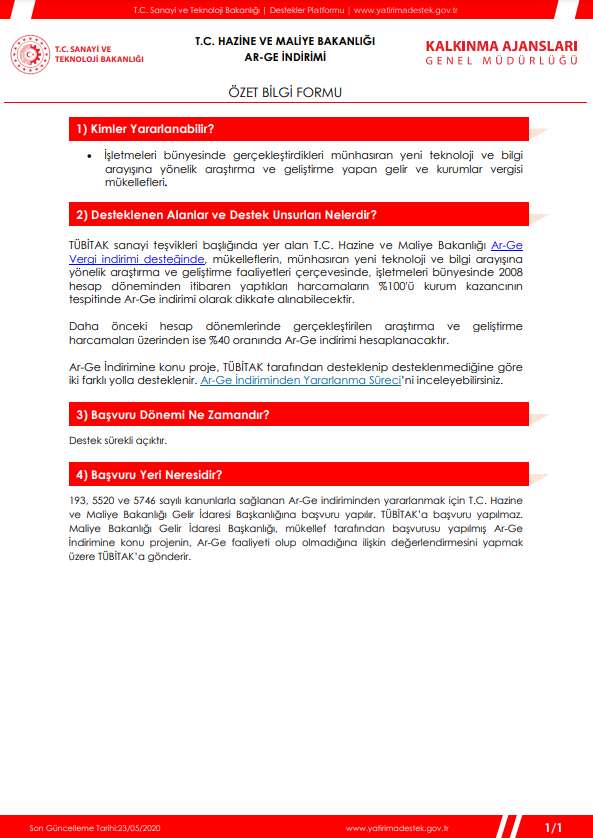 T.C. Sanayi ve Teknoloji Bakanlığı | Destekler Platformu | www.yatirimadestek.gov.tr
T.C. SANAYİ VE
TEKNOLOJİ BAKANLIĞI
T.C. HAZİNE VE MALİYE BAKANLIĞI
AR-GE İNDİRİMİ
KALKINMA AJANSLARI
GENEL MÜDÜRLÜĞÜ
ÖZET BİLGİ FORMU
1) Kimler Yararlanabilir?
• İşletmeleri bünyesinde gerçekleştirdikleri münhasıran yeni teknoloji ve bilgi
arayışına yönelik araştırma ve geliştirme yapan gelir ve kurumlar vergisi
mükellefleri.
2) Desteklenen Alanlar ve Destek Unsurları Nelerdir?
TÜBİTAK sanayi teşvikleri başlığında yer alan T.C. Hazine ve Maliye Bakanlığı Ar-Ge
Vergi indirimi desteğinde, mükelleflerin, münhasıran yeni teknoloji ve bilgi arayışına
yönelik araştırma ve geliştirme faaliyetleri çerçevesinde, işletmeleri bünyesinde 2008
hesap döneminden itibaren yaptıkları harcamaların %100'ü kurum kazancının
tespitinde Ar-Ge indirimi olarak dikkate alınabilecektir.
Daha önceki hesap dönemlerinde gerçekleştirilen araştırma ve geliştirme
harcamaları üzerinden ise %40 oranında Ar-Ge indirimi hesaplanacaktır.
Ar-Ge İndirimine konu proje, TÜBİTAK tarafından desteklenip desteklenmediğine göre
iki farklı yolla desteklenir. Ar-Ge İndiriminden Yararlanma Süreci'ni inceleyebilirsiniz.
3) Başvuru Dönemi Ne Zamandır?
Destek sürekli açıktır.
4) Başvuru Yeri Neresidir?
193, 5520 ve 5746 sayılı kanunlarla sağlanan Ar-Ge indiriminden yararlanmak için T.C. Hazine
ve Maliye Bakanlığı Gelir İdaresi Başkanlığına başvuru yapılır. TÜBİTAK'a başvuru yapılmaz.
Maliye Bakanlığı Gelir İdaresi Başkanlığı, mükellef tarafından başvurusu yapılmış Ar-Ge
İndirimine konu projenin, Ar-Ge faaliyeti olup olmadığına ilişkin değerlendirmesini yapmak
üzere TÜBİTAK'a gönderir.
Son Güncelleme Tarihi:23/05/2020
www.yatirimadestek.gov.tr
1/1